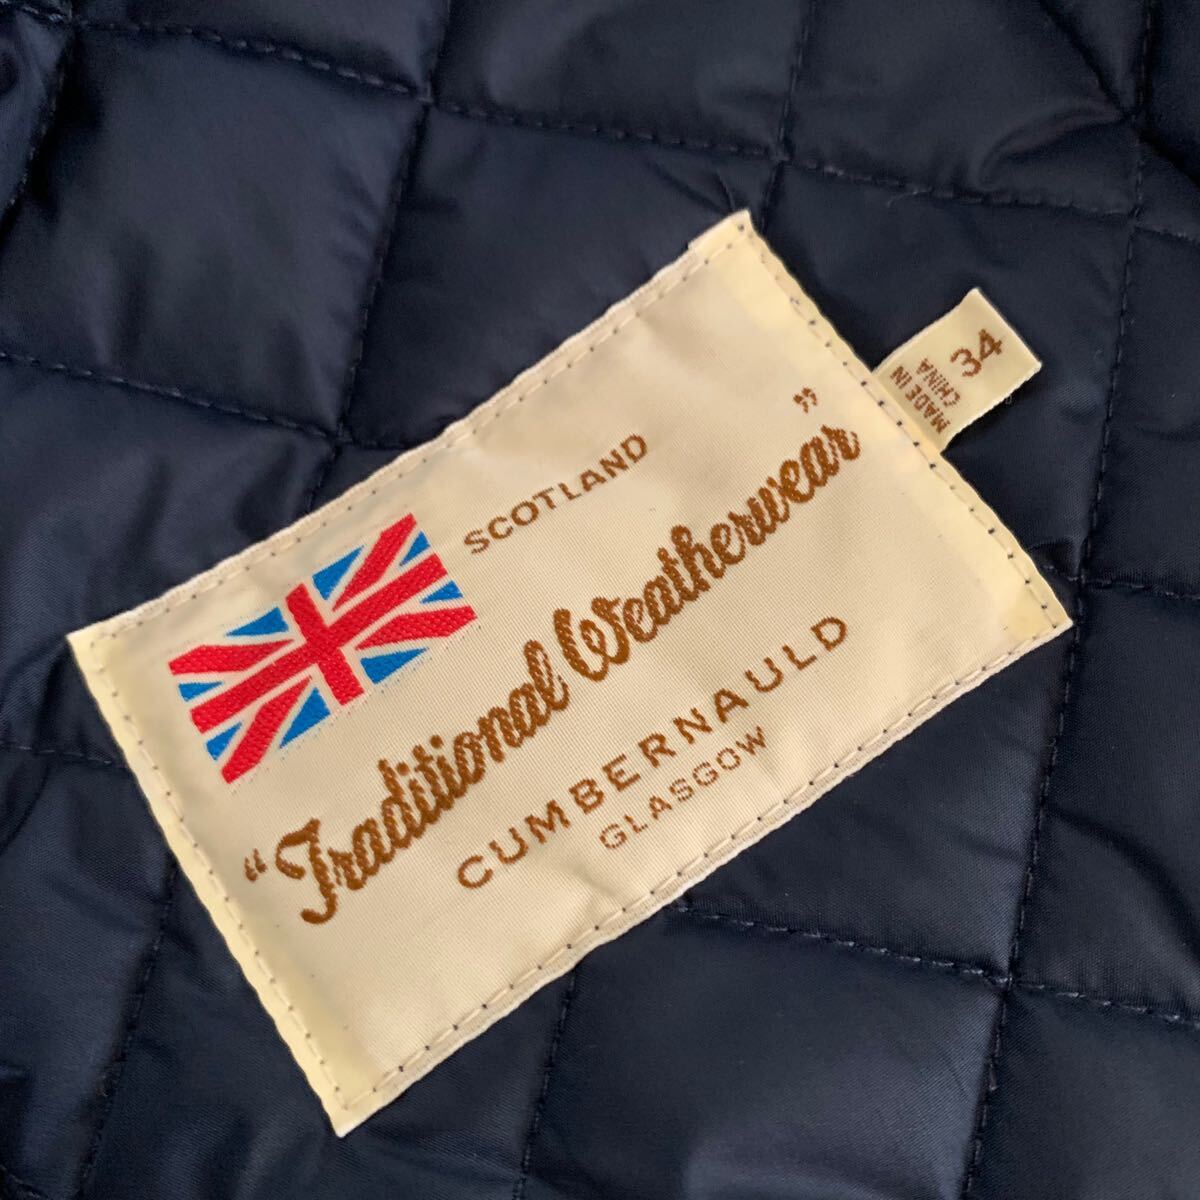 SCOTLAND
"Traditional Weatherwear"
CUMBERNAULD
GLASGOW
34
MADE IN
CHINA